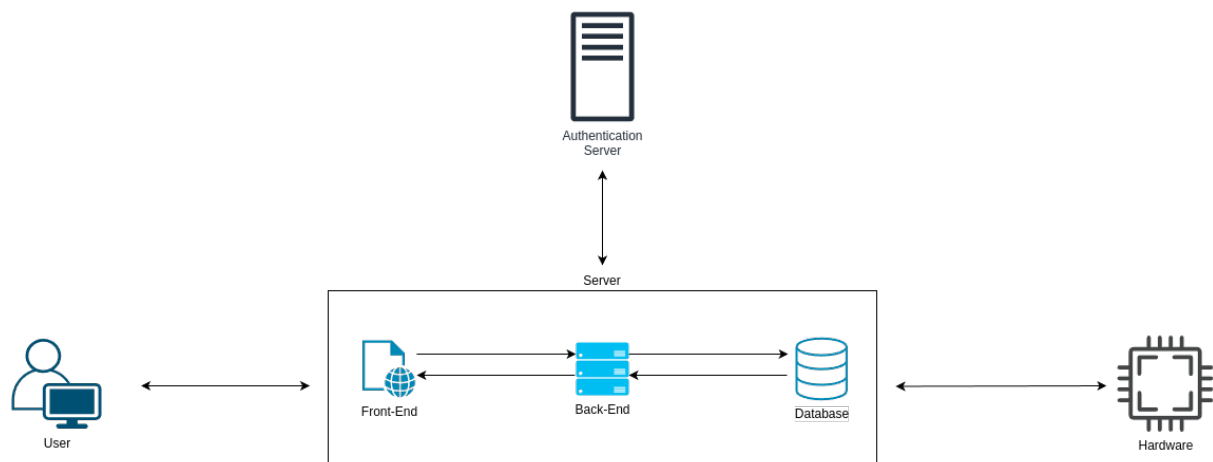 Authentication
Server
Server
Front-End
Back-End
Database
User
Hardware